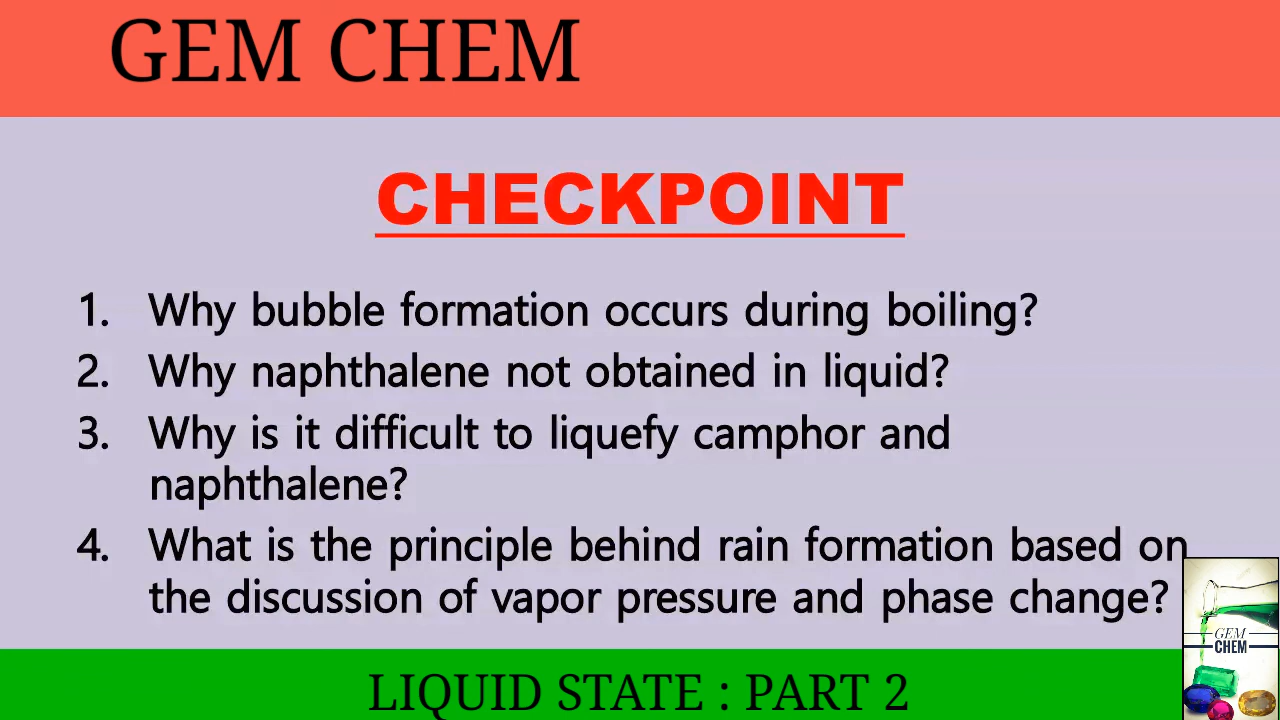 GEM CHEM
CHECKPOINT
1. Why bubble formation occurs during boiling?
2. Why naphthalene not obtained in liquid?
3. Why is it difficult to liquefy camphor and
naphthalene?
4. What is the principle behind rain formation based on
the discussion of vapor pressure and phase change?
GEM
CHEM
LIQUID STATE : PART 2